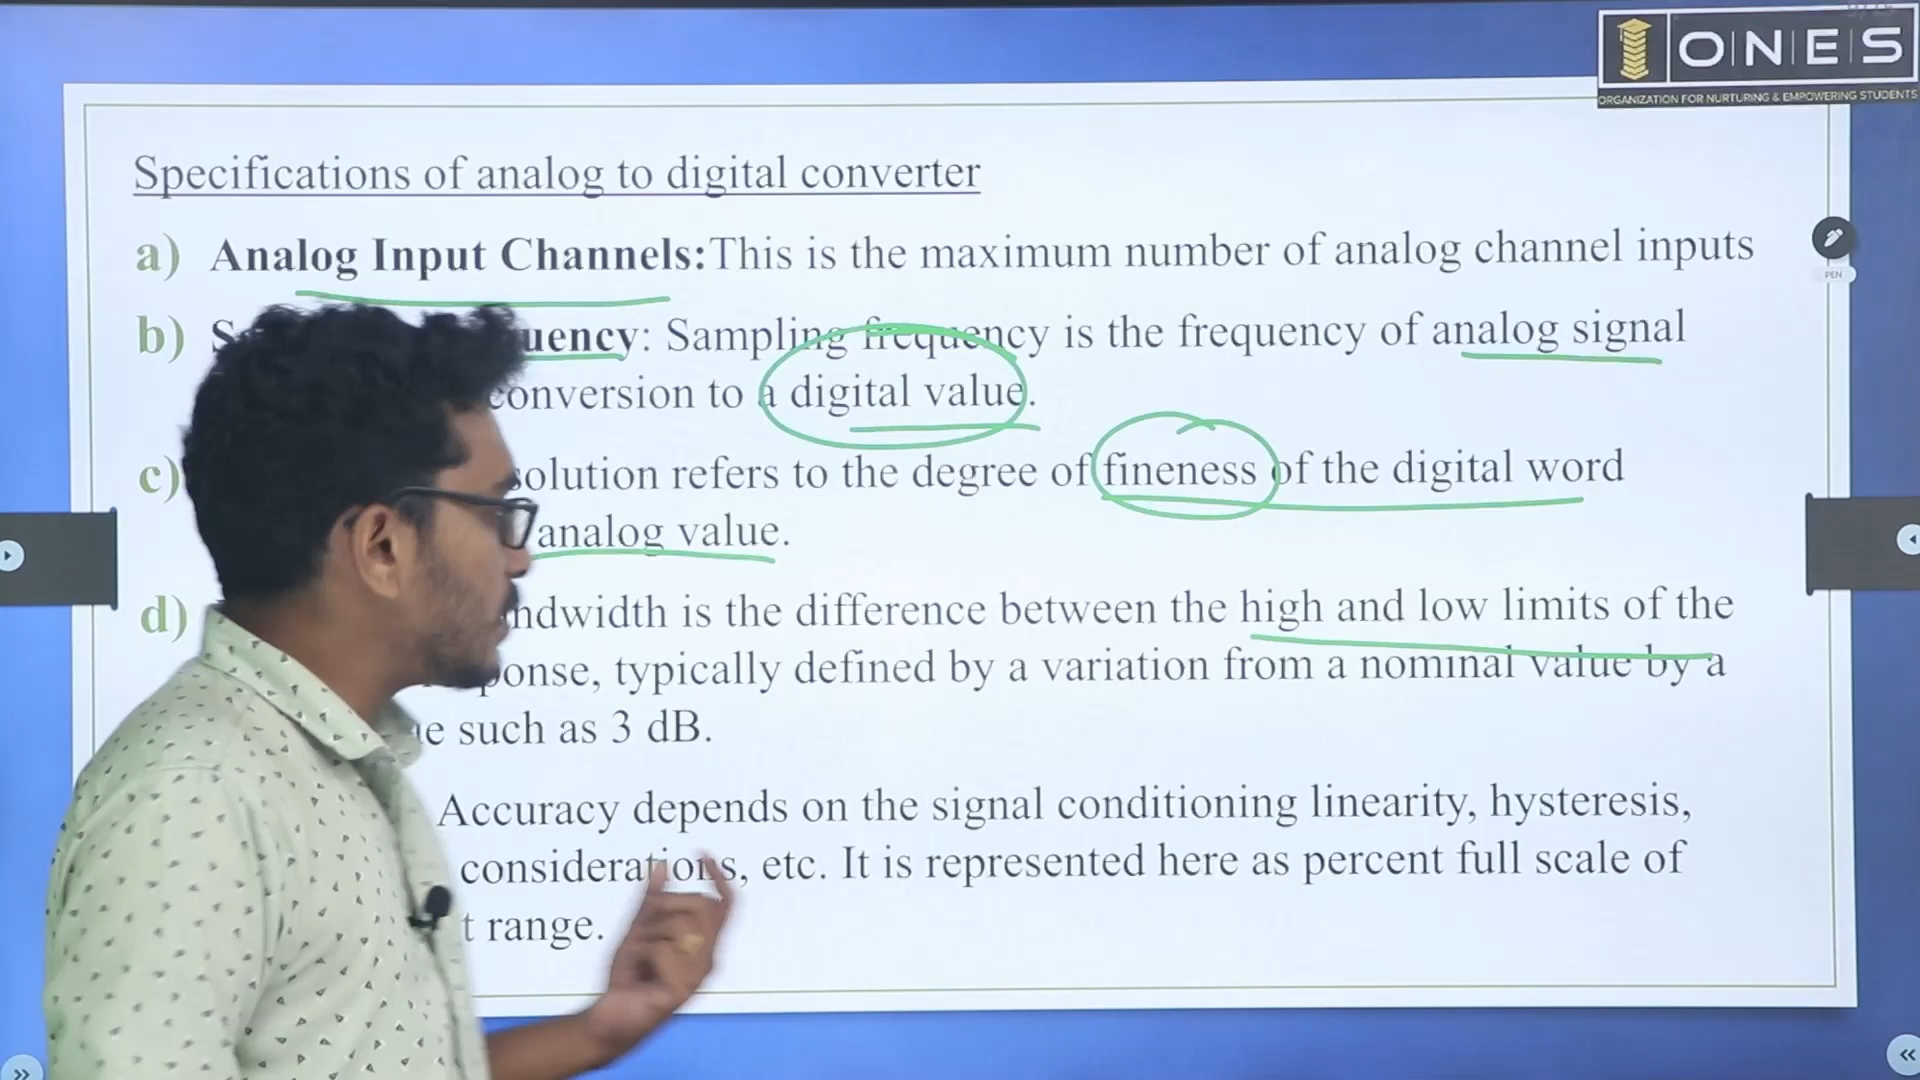 O|N|E|S
ORGANIZATION FOR NURTURING & EMPOWERING STUDENTS
Specifications of analog to digital converter
a) Analog Input Channels:This is the maximum number of analog channel inputs
PEN
b) uency: Sampling frequency is the frequency of analog signal
conversion to a digital value.
c) solution refers to the degree of fineness of the digital word
analog value.
d) ndwidth is the difference between the high and low limits of the
ponse, typically defined by a variation from a nominal value by a
such as 3 dB.
Accuracy depends on the signal conditioning linearity, hysteresis,
considerations, etc. It is represented here as percent full scale of
t range.